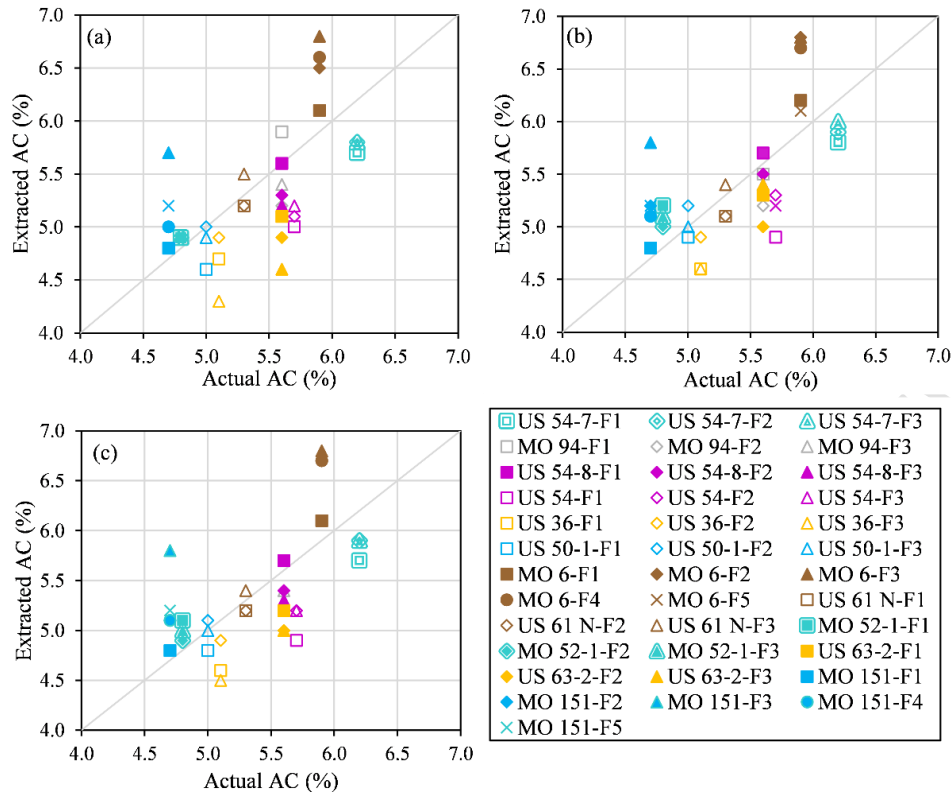 (a)
7.0
6.5
6.0
5.5
5.0
4.5
4.0
Extracted AC (%)
4.0 4.5 5.0 5.5 6.0 6.5 7.0
Actual AC (%)
(b)
7.0
6.5
6.0
5.5
5.0
4.5
4.0
Extracted AC (%)
4.0 4.5 5.0 5.5 6.0 6.5 7.0
Actual AC (%)
(c)
7.0
6.5
6.0
5.5
5.0
4.5
4.0
Extracted AC (%)
4.0 4.5 5.0 5.5 6.0 6.5 7.0
Actual AC (%)
US 54-7-F1 US 54-7-F2 US 54-7-F3
MO 94-F1 MO 94-F2 MO 94-F3
US 54-8-F1 US 54-8-F2 US 54-8-F3
US 54-F1 US 54-F2 US 54-F3
US 36-F1 US 36-F2 US 36-F3
US 50-1-F1 US 50-1-F2 US 50-1-F3
MO 6-F1 MO 6-F2 MO 6-F3
MO 6-F4 MO 6-F5 US 61 N-F1
US 61 N-F2 US 61 N-F3 MO 52-1-F1
MO 52-1-F2 MO 52-1-F3 US 63-2-F1
US 63-2-F2 US 63-2-F3 MO 151-F1
MO 151-F2 MO 151-F3 MO 151-F4
MO 151-F5